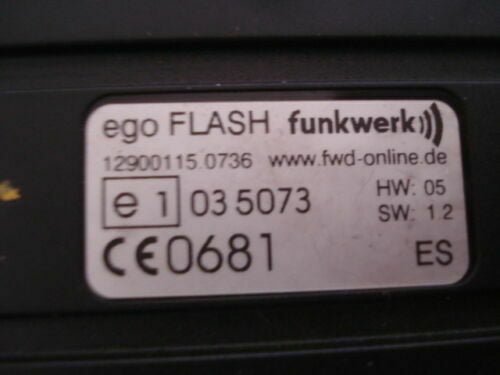 ego FLASH funkwerk
12900115.0736 www.fwd-online.de
e 1 03 5073 HW: 05
SW: 1.2
CE0681 ES